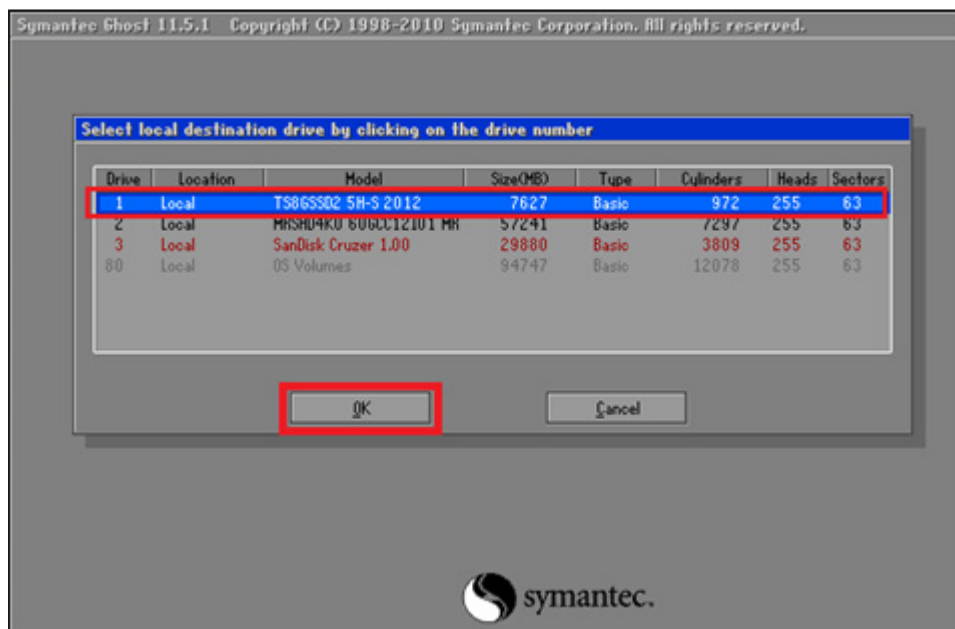 Symantec Ghost 11.5.1 Copyright (C) 1998-2010 Symantec Corporation. All rights reserved.
Select local destination drive by clicking on the drive number
Drive Location Model Size(MB) Type Cylinders Heads Sectors
1 Local TS8GSSD25H-S 2012 7627 Basic 972 255 63
2 Local 57241 Basic 7297 255 63
3 Local SanDisk Cruzer 1.00 29880 Basic 3809 255 63
80 Local OS Volumes 94747 Basic 12078 255 63
OK Cancel
symantec.